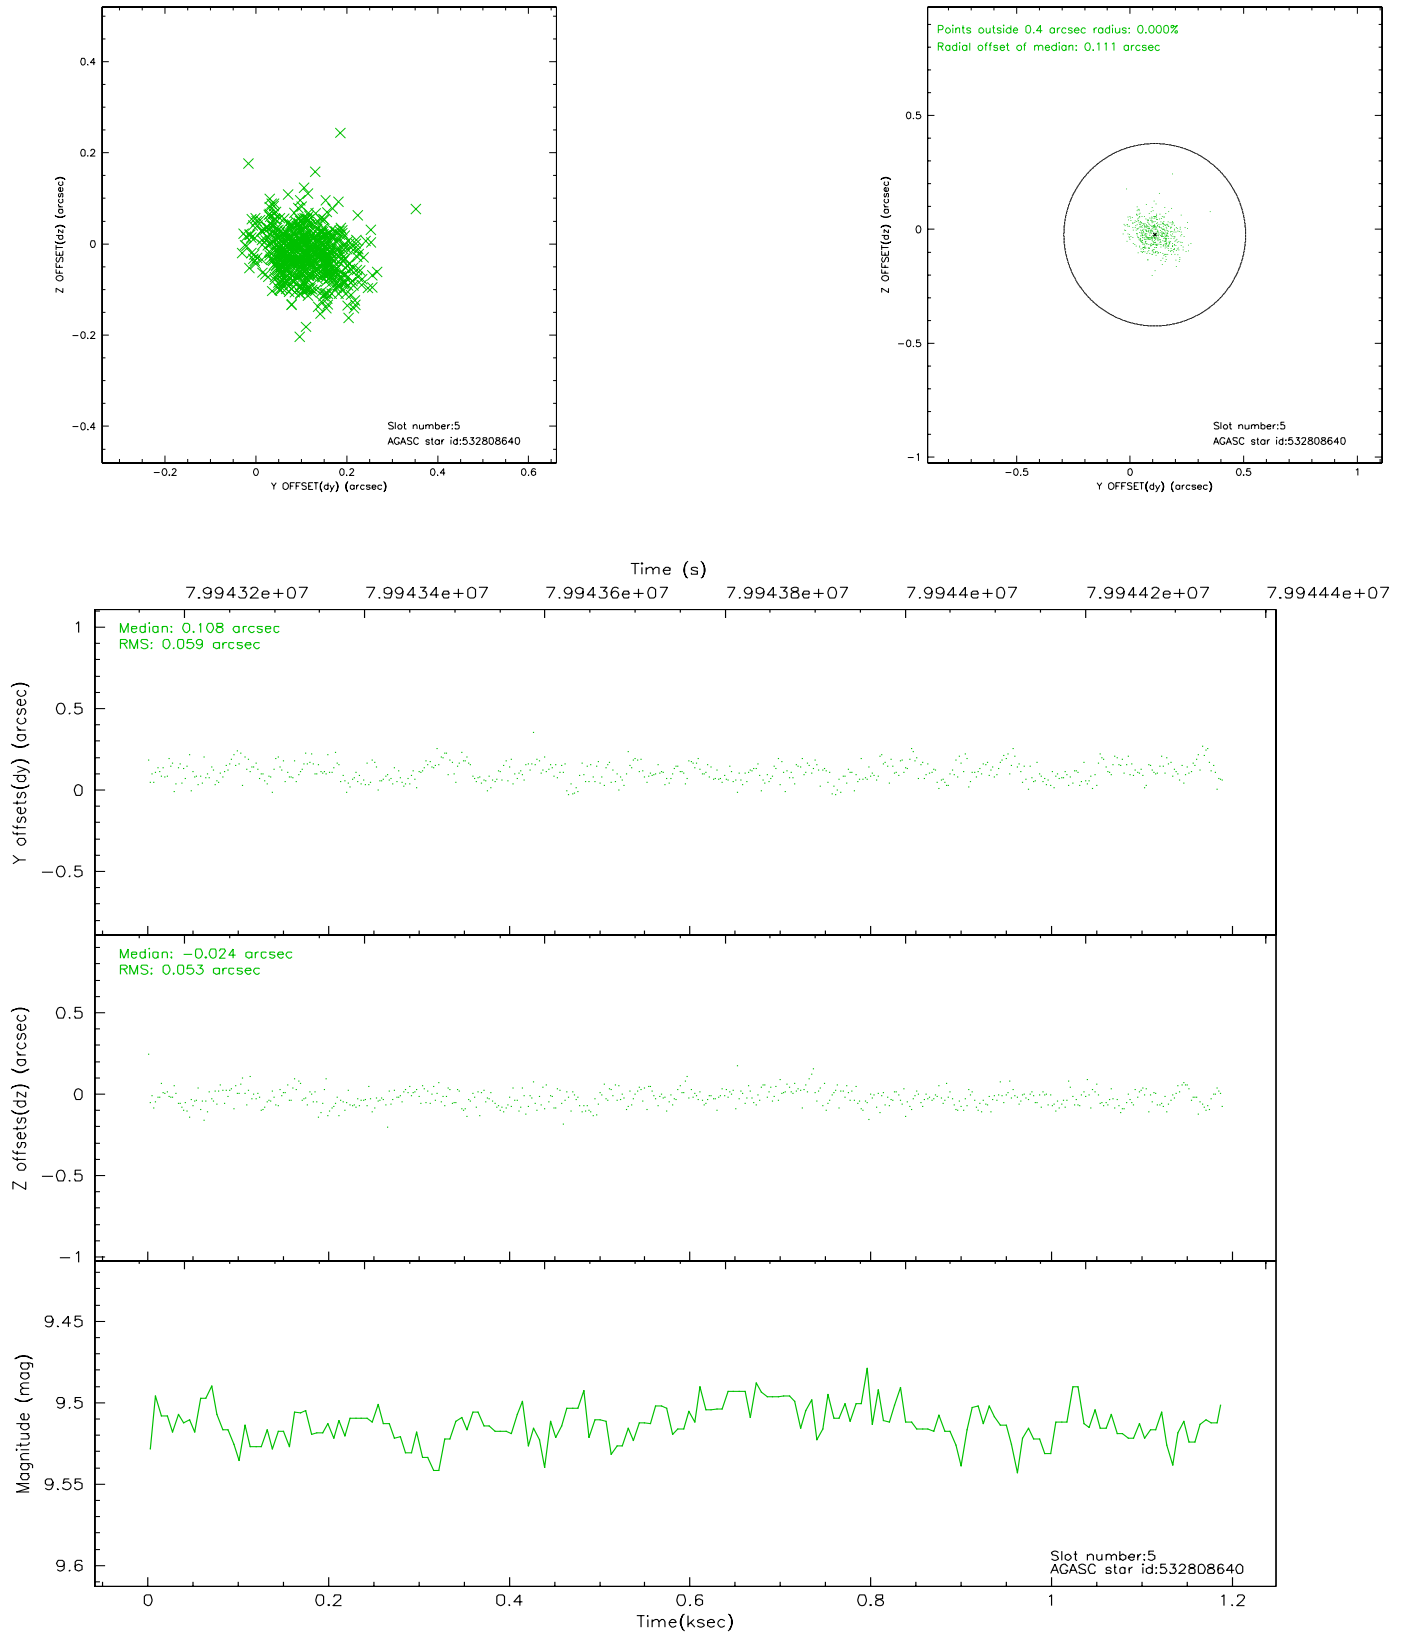 0.4
0.2
0
−0.2
−0.4
Z OFFSET(dz) (arcsec)
Slot number:5
AGASC star id:532808640
−0.2 0 0.2 0.4 0.6
Y OFFSET(dy) (arcsec)
Points outside 0.4 arcsec radius: 0.000%
Radial offset of median: 0.111 arcsec
0.5
0
−0.5
−1
Z OFFSET(dz) (arcsec)
Slot number:5
AGASC star id:532808640
−0.5 0 0.5 1
Y OFFSET(dy) (arcsec)
Time (s)
7.99432e+07 7.99434e+07 7.99436e+07 7.99438e+07 7.9944e+07 7.99442e+07 7.99444e+07
Median: 0.108 arcsec
RMS: 0.059 arcsec
1
0.5
0
−0.5
Y offsets(dy) (arcsec)
Median: −0.024 arcsec
RMS: 0.053 arcsec
0.5
0
−0.5
−1
Z offsets(dz) (arcsec)
9.45
9.5
9.55
9.6
Magnitude (mag)
Slot number:5
AGASC star id:532808640
0 0.2 0.4 0.6 0.8 1 1.2
Time(ksec)